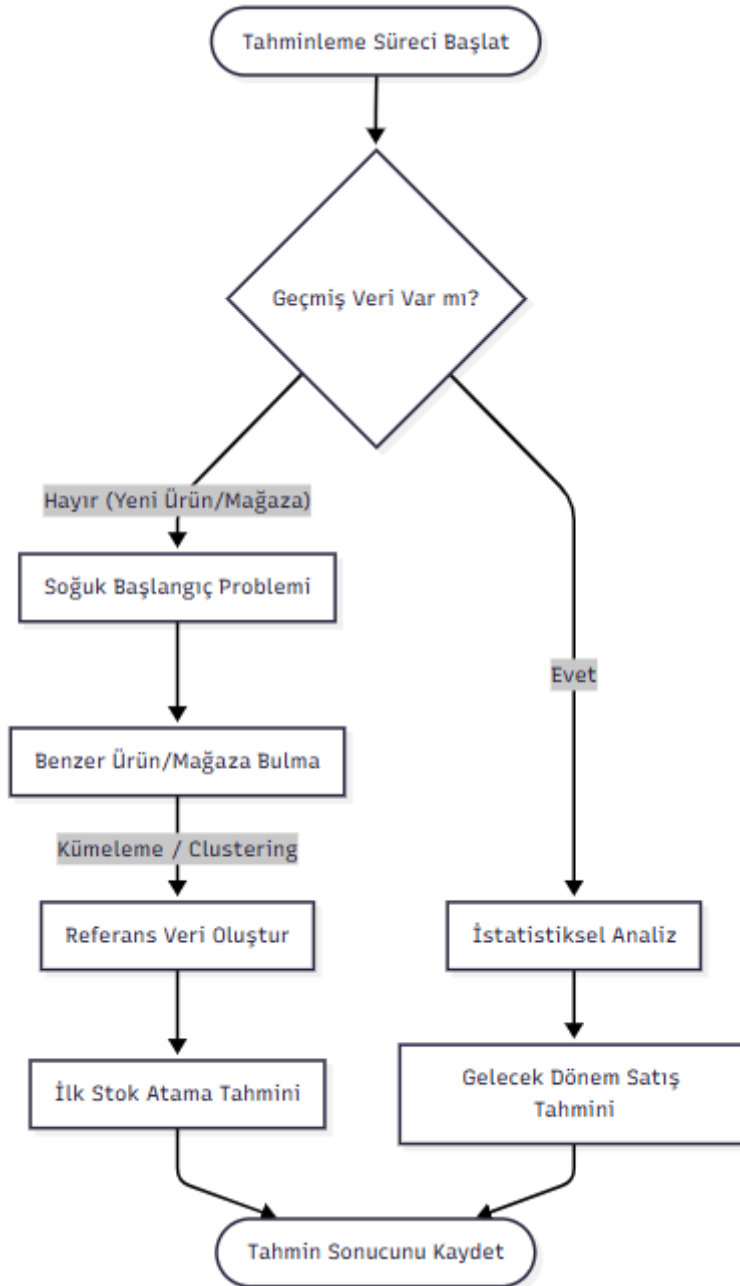 Tahminleme Süreci Başlat
Geçmiş Veri Var mı?
Hayır (Yeni Ürün/Mağaza)
Soğuk Başlangıç Problemi
Evet
Benzer Ürün/Mağaza Bulma
Kümeleme / Clustering
Referans Veri Oluştur
İstatistiksel Analiz
İlk Stok Atama Tahmini
Gelecek Dönem Satış
Tahmini
Tahmin Sonucunu Kaydet